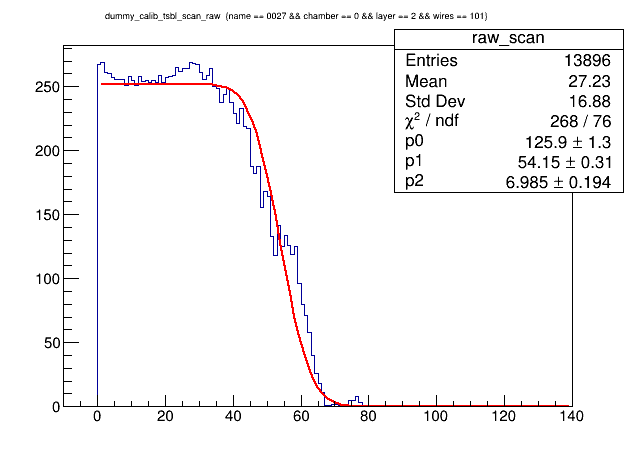 dummy_calib_tsbl_scan_raw (name == 0027 && chamber == 0 && layer == 2 && wires == 101)
raw_scan
Entries 13896
Mean 27.23
Std Dev 16.88
χ² / ndf 268 / 76
p0 125.9 ± 1.3
p1 54.15 ± 0.31
p2 6.985 ± 0.194
250
200
150
100
50
0
0 20 40 60 80 100 120 140